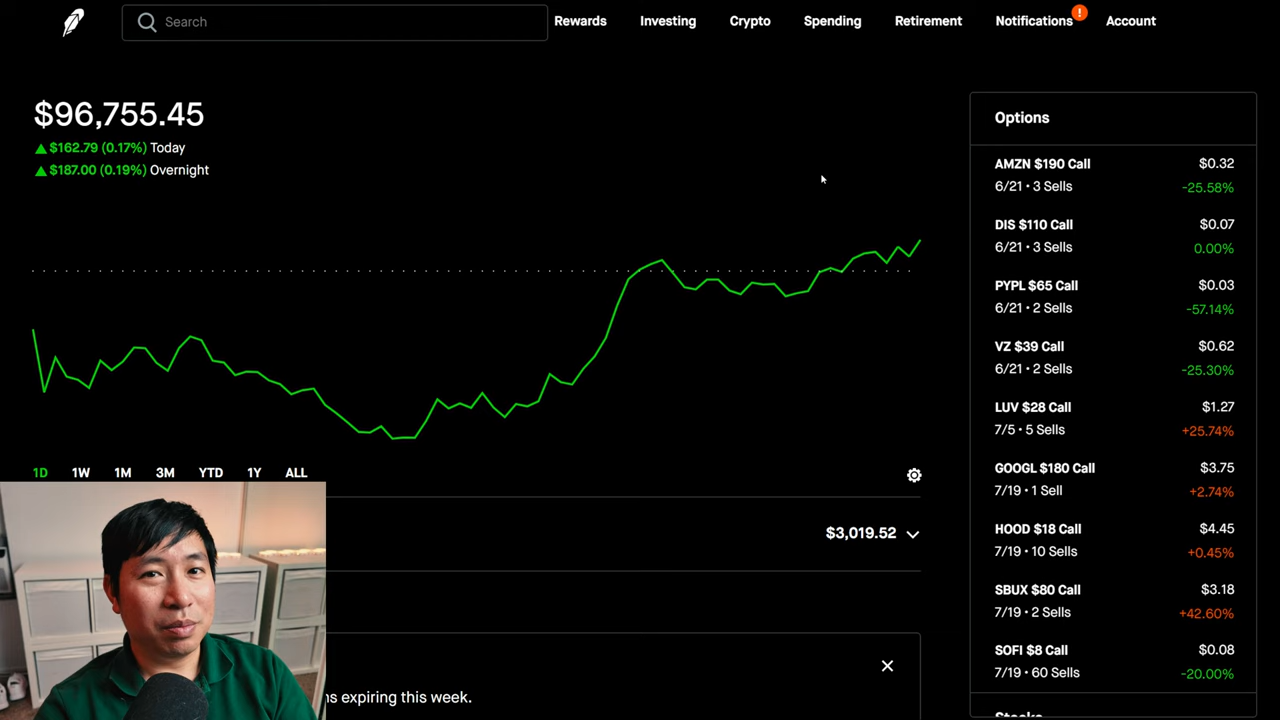 Search
Rewards
Investing
Crypto
Spending
Retirement
Notifications
!
Account
$96,755.45
$162.79 (0.17%) Today
$187.00 (0.19%) Overnight
1D
1W
1M
3M
YTD
1Y
ALL
$3,019.52
expiring this week.
Options
AMZN $190 Call
$0.32
6/21 • 3 Sells
-25.58%
DIS $110 Call
$0.07
6/21 • 3 Sells
0.00%
PYPL $65 Call
$0.03
6/21 • 2 Sells
-57.14%
VZ $39 Call
$0.62
6/21 • 2 Sells
-25.30%
LUV $28 Call
$1.27
7/5 • 5 Sells
+25.74%
GOOGL $180 Call
$3.75
7/19 • 1 Sell
+2.74%
HOOD $18 Call
$4.45
7/19 • 10 Sells
+0.45%
SBUX $80 Call
$3.18
7/19 • 2 Sells
+42.60%
SOFI $8 Call
$0.08
7/19 • 60 Sells
-20.00%